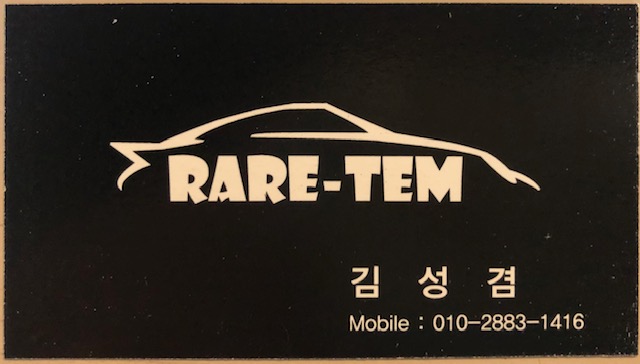 RARE-TEM
김 성 겸
Mobile : 010-2883-1416